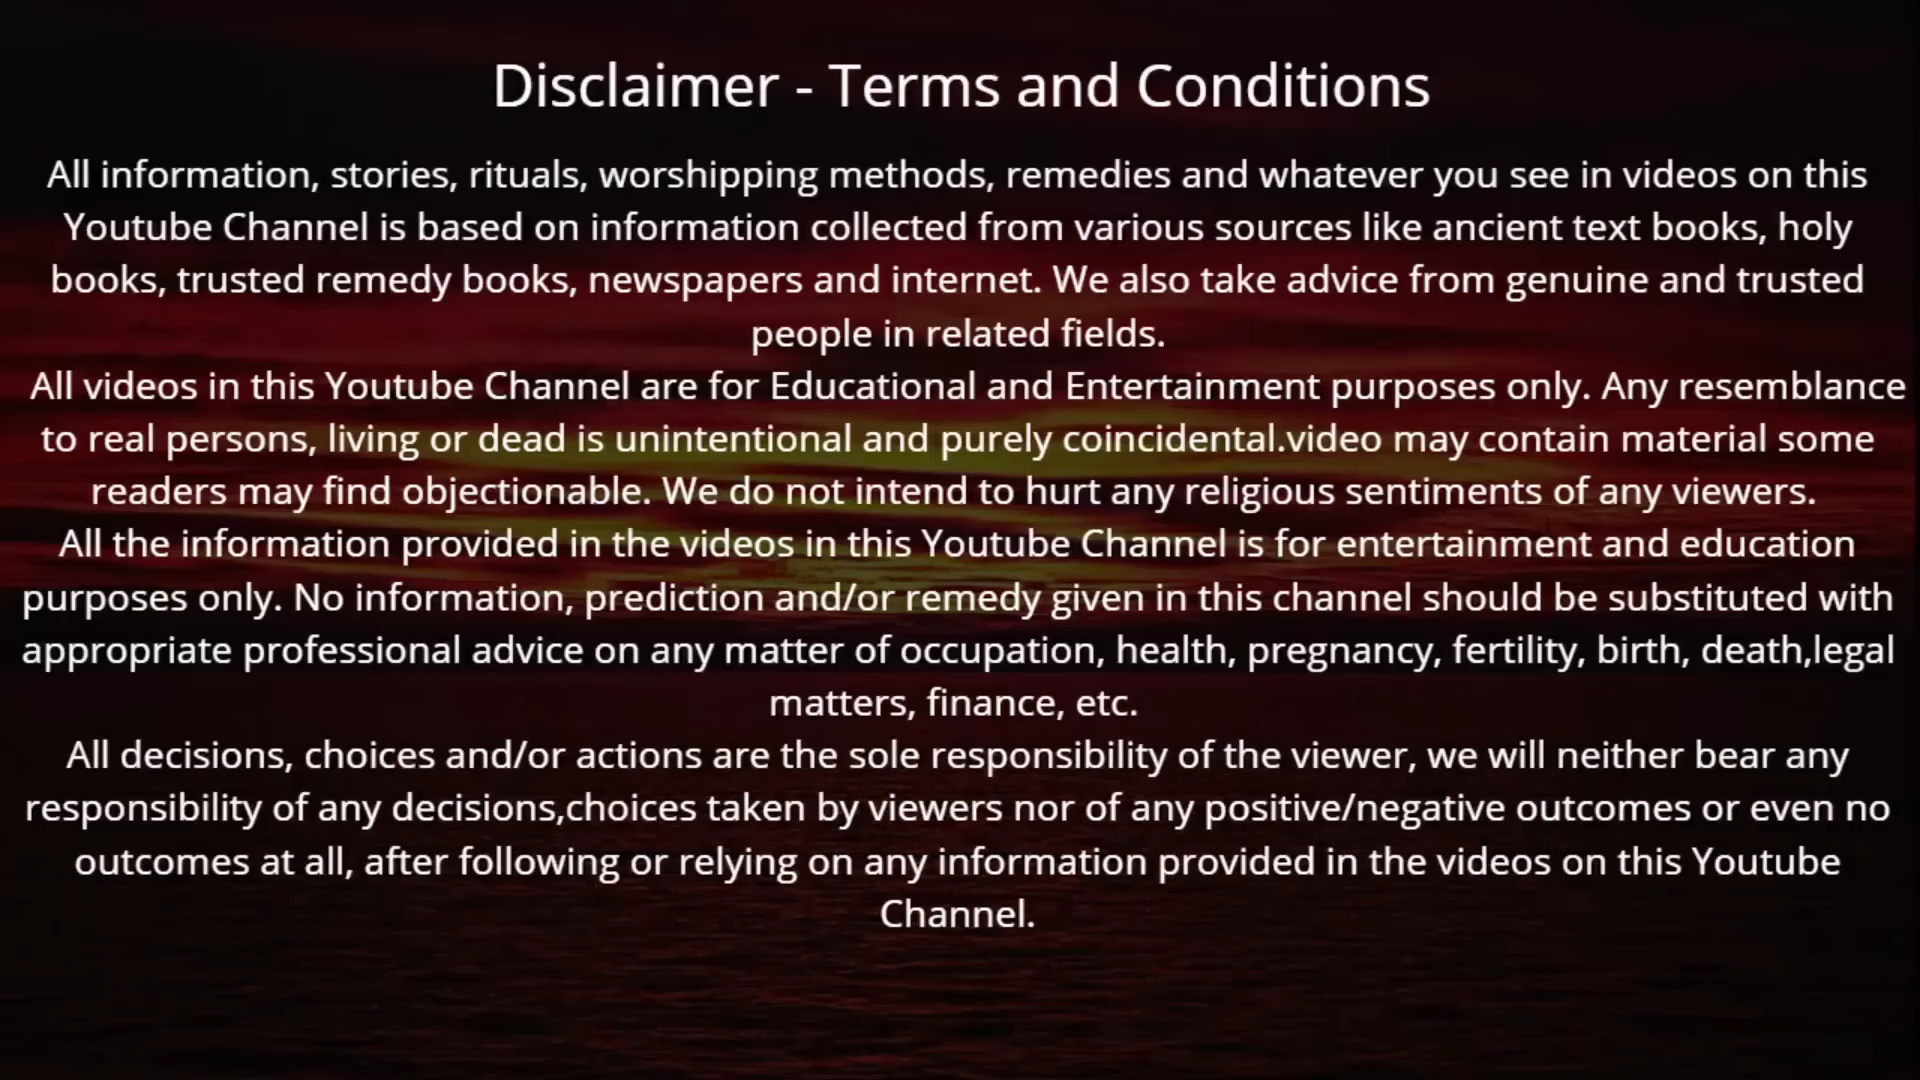 Disclaimer - Terms and Conditions
All information, stories, rituals, worshipping methods, remedies and whatever you see in videos on this
Youtube Channel is based on information collected from various sources like ancient text books, holy
books, trusted remedy books, newspapers and internet. We also take advice from genuine and trusted
people in related fields.
All videos in this Youtube Channel are for Educational and Entertainment purposes only. Any resemblance
to real persons, living or dead is unintentional and purely coincidental.video may contain material some
readers may find objectionable. We do not intend to hurt any religious sentiments of any viewers.
All the information provided in the videos in this Youtube Channel is for entertainment and education
purposes only. No information, prediction and/or remedy given in this channel should be substituted with
appropriate professional advice on any matter of occupation, health, pregnancy, fertility, birth, death,legal
matters, finance, etc.
All decisions, choices and/or actions are the sole responsibility of the viewer, we will neither bear any
responsibility of any decisions,choices taken by viewers nor of any positive/negative outcomes or even no
outcomes at all, after following or relying on any information provided in the videos on this Youtube
Channel.